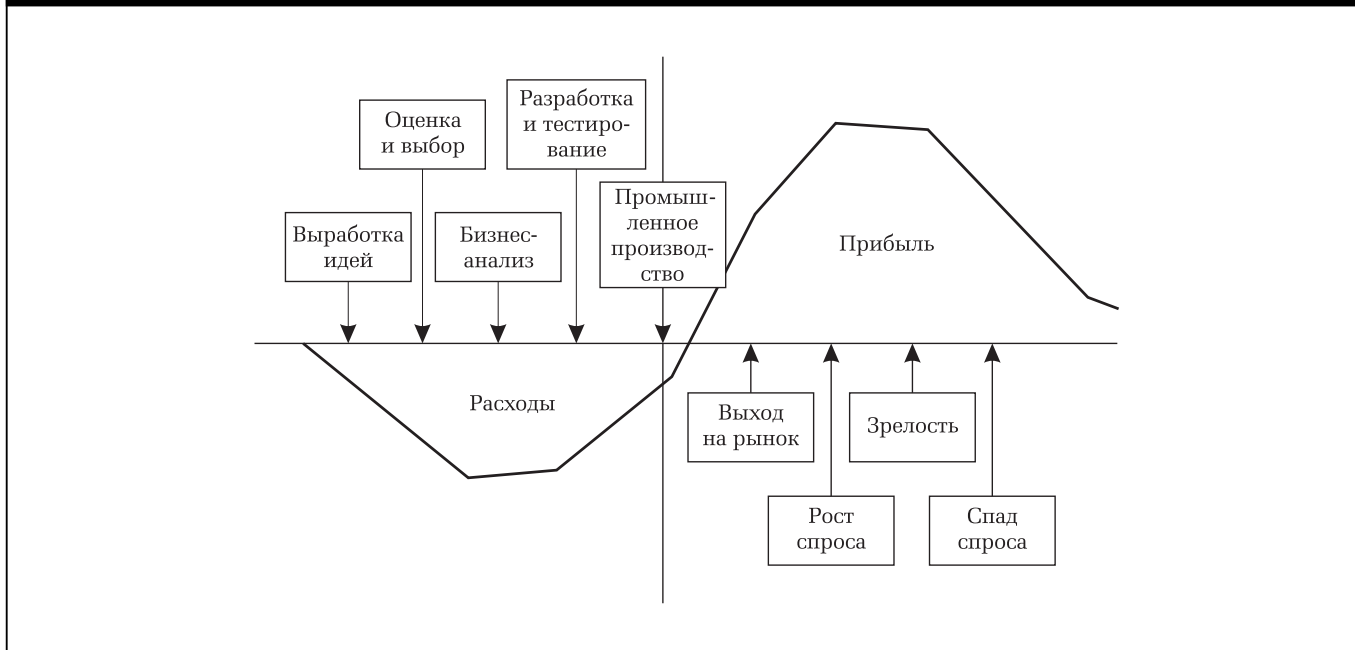 Разработка
и тестиро-
вание
Оценка
и выбор
Промыш-
ленное
производ-
ство
Выработка
идей
Бизнес-
анализ
Прибыль
Расходы
Выход
на рынок
Зрелость
Рост
спроса
Спад
спроса